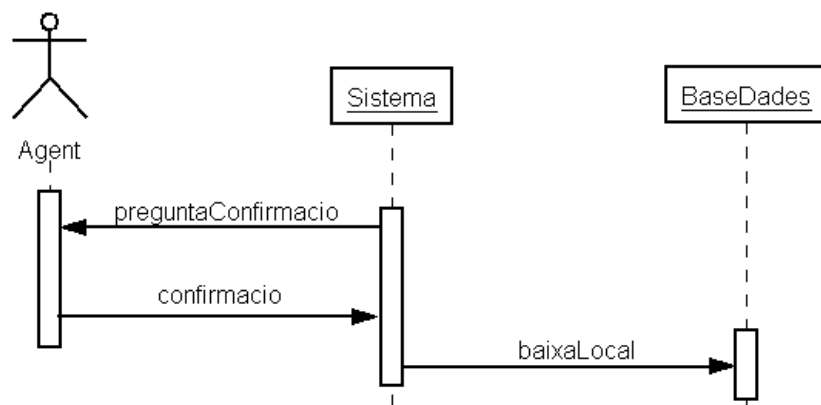 Sistema
BaseDades
Agent
preguntaConfirmacio
confirmacio
baixaLocal